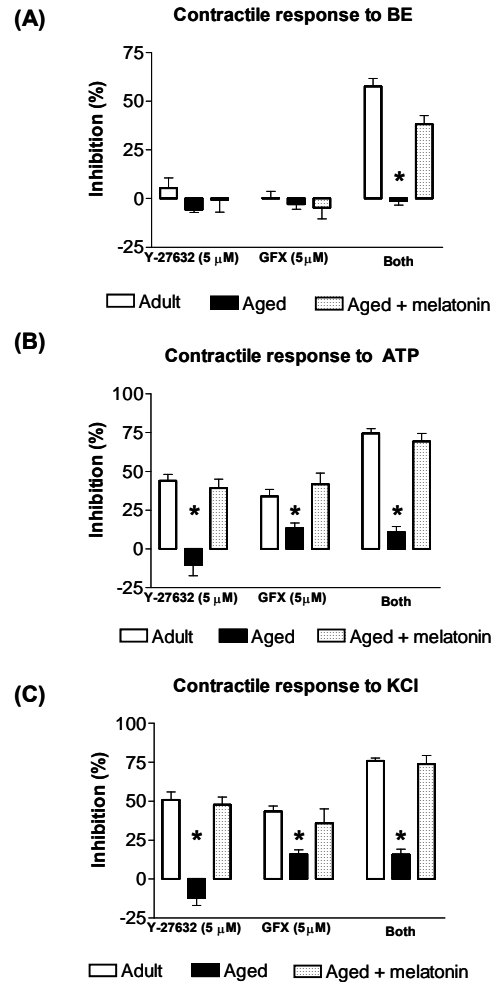 (A)
Contractile response to BE
Inhibition (%)
75
50
25
0
-25
*
Y-27632 (5 μM) GFX (5μM) Both
Adult Aged Aged + melatonin
(B)
Contractile response to ATP
Inhibition (%)
100
75
50
25
0
-25
* * *
Y-27632 (5 μM) GFX (5μM) Both
Adult Aged Aged + melatonin
(C)
Contractile response to KCl
Inhibition (%)
100
75
50
25
0
-25
* * *
Y-27632 (5 μM) GFX (5μM) Both
Adult Aged Aged + melatonin